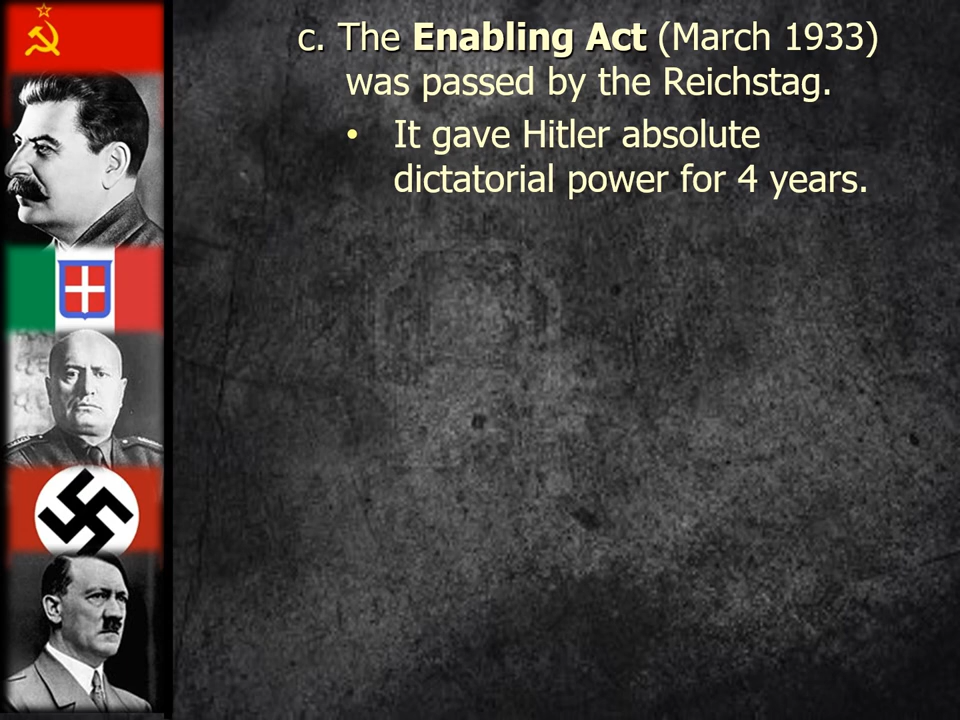 c. The Enabling Act (March 1933)
was passed by the Reichstag.
• It gave Hitler absolute
dictatorial power for 4 years.